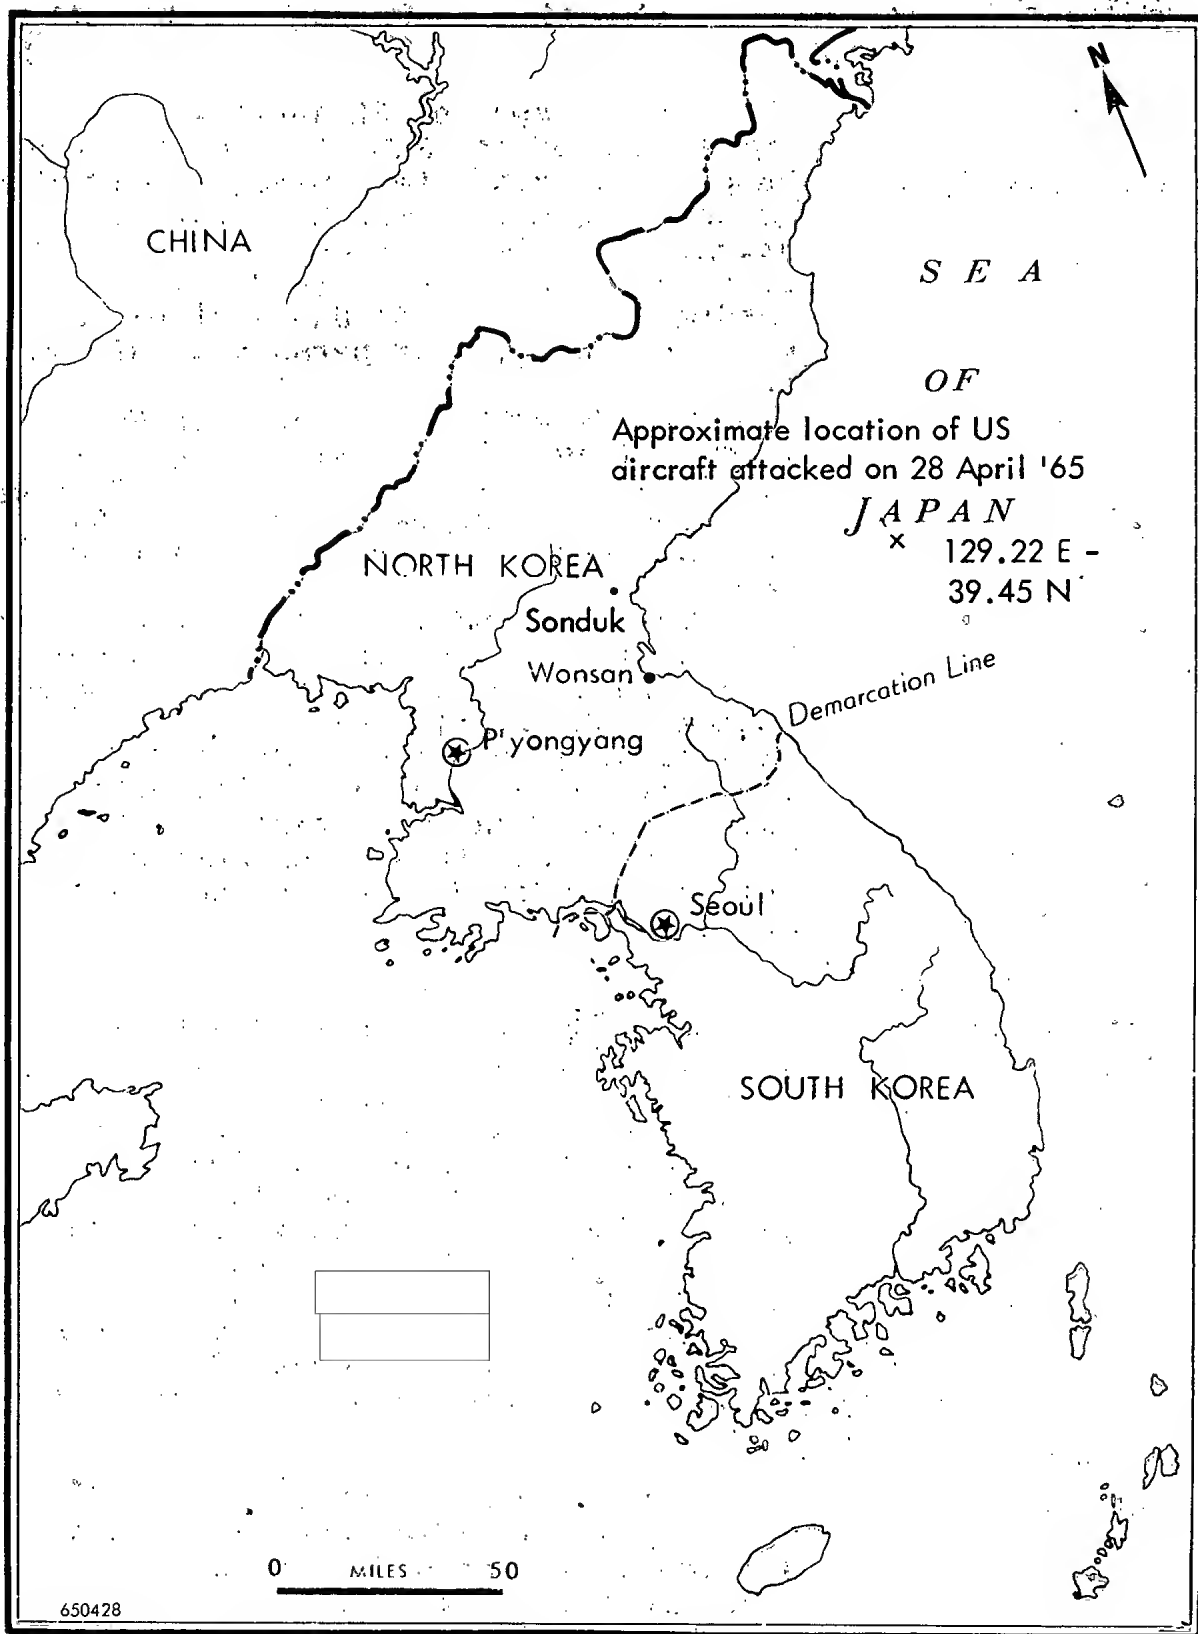 N
CHINA
SEA
OF
Approximate location of US
aircraft attacked on 28 April '65
JAPAN
x 129.22 E -
39.45 N
NORTH KOREA
Sonduk
Wonsan
Demarcation Line
P'yongyang
Seoul
SOUTH KOREA
0 MILES 50
650428